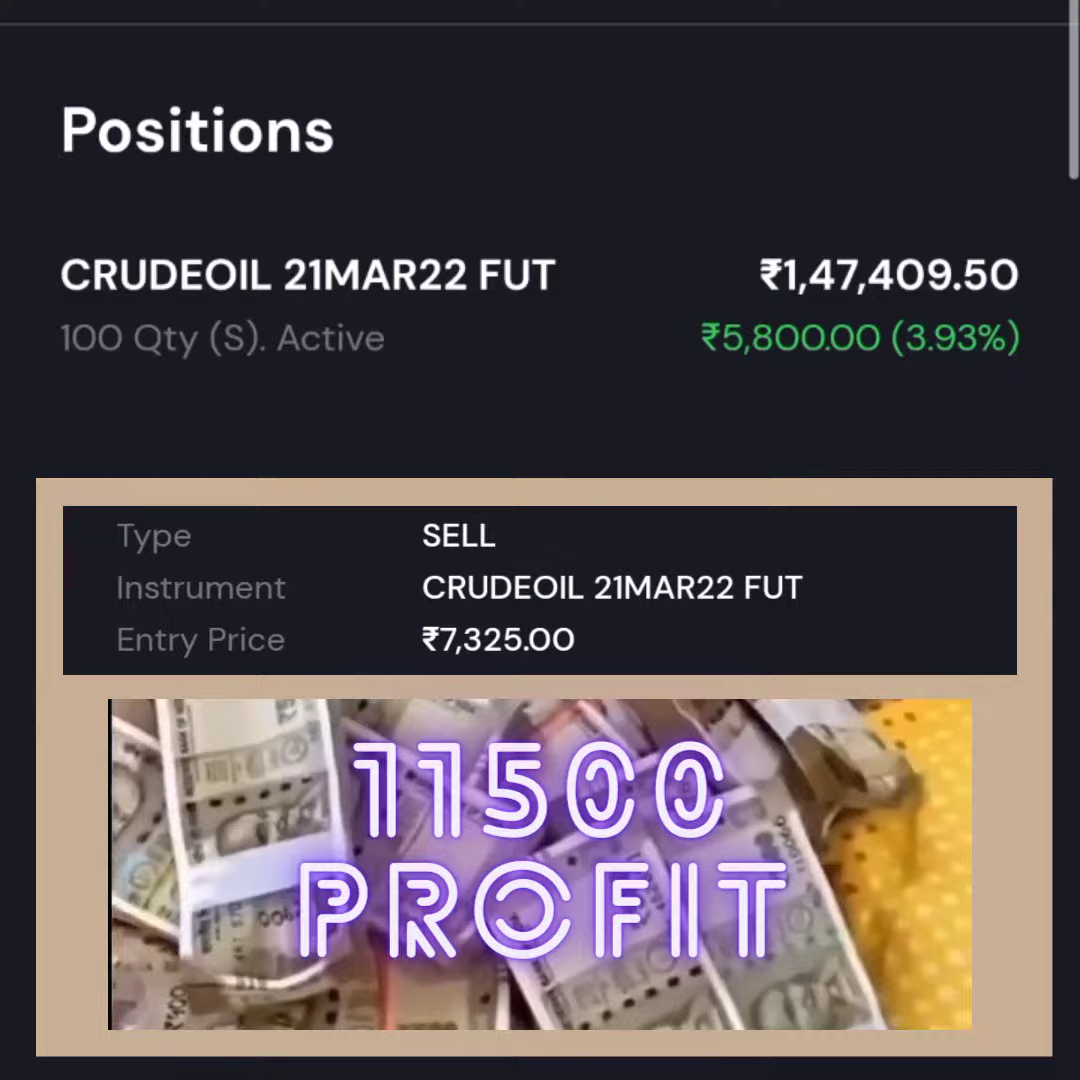 Positions
CRUDEOIL 21MAR22 FUT ₹1,47,409.50
100 Qty (S). Active ₹5,800.00 (3.93%)
Type SELL
Instrument CRUDEOIL 21MAR22 FUT
Entry Price ₹7,325.00
11500
PROFIT